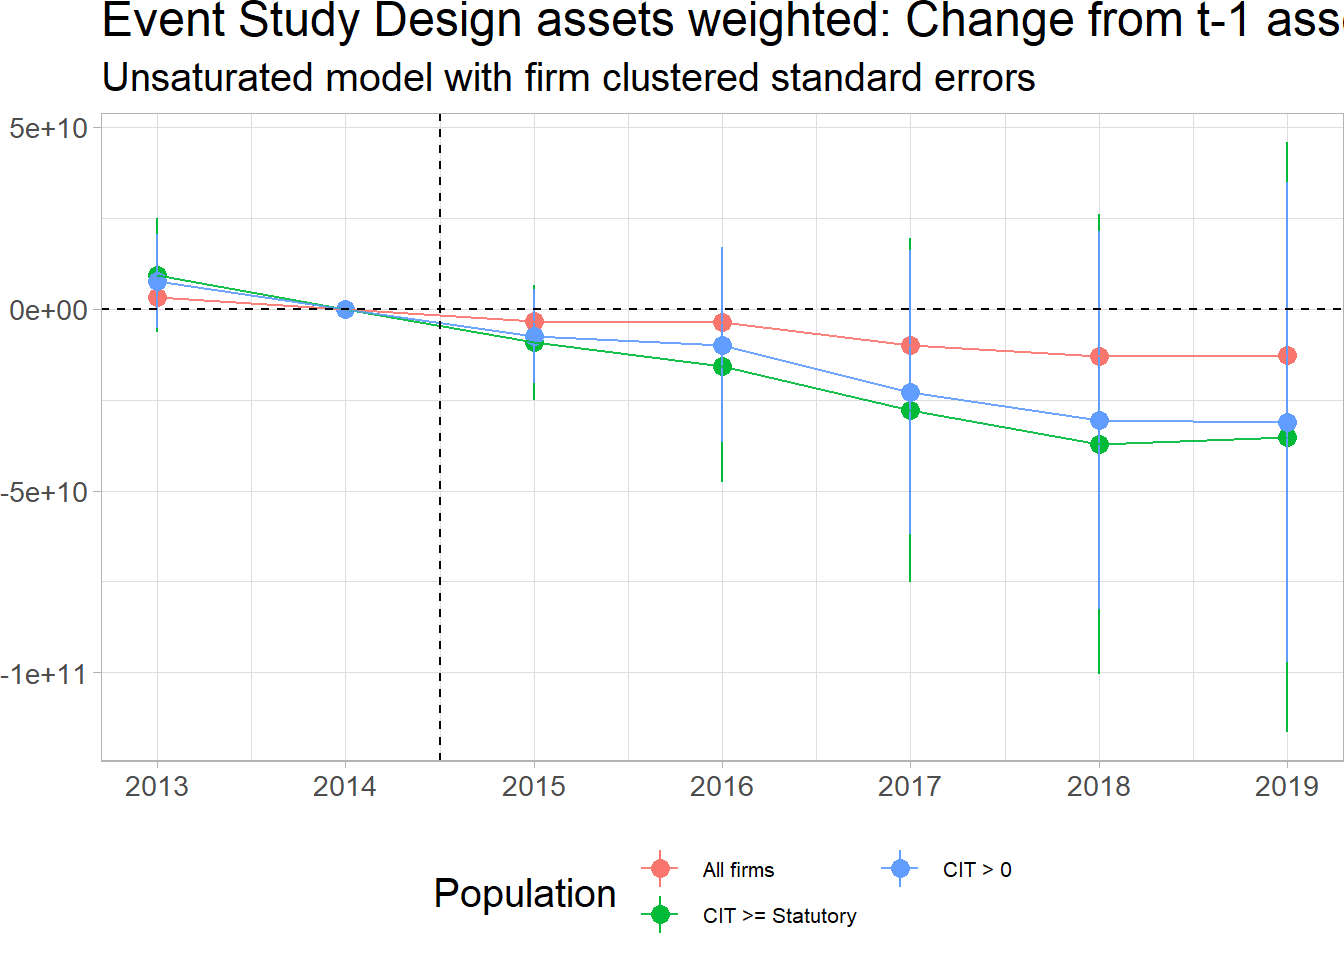 Event Study Design assets weighted: Change from t-1
Unsaturated model with firm clustered standard errors
5e+10
0e+00
-5e+10
-1e+11
2013 2014 2015 2016 2017 2018 2019
Population
All firms
CIT >= Statutory
CIT > 0